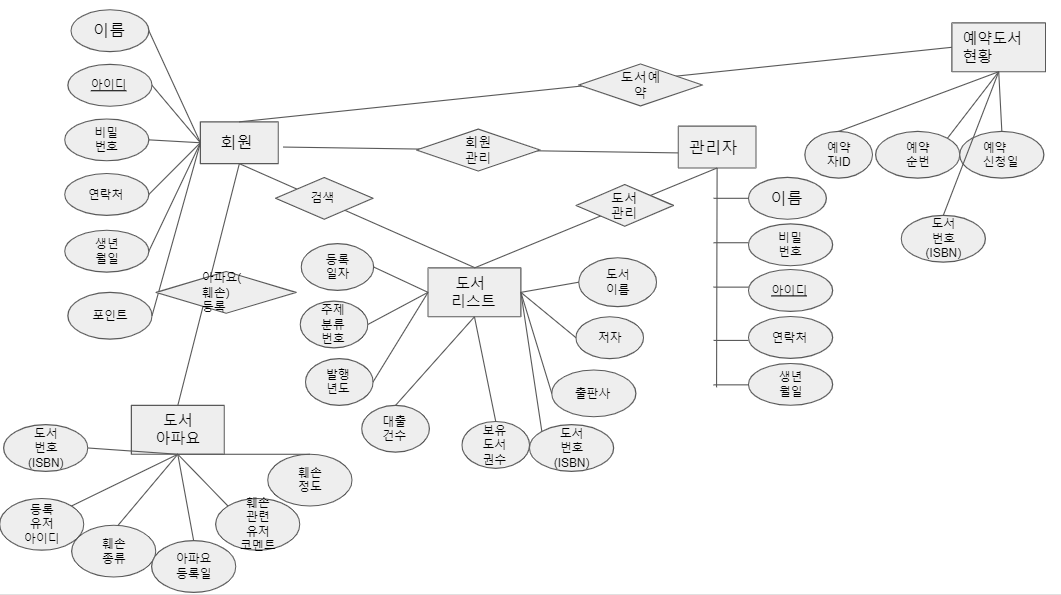 이름
아이디
비밀
번호
연락처
생년
월일
포인트
회원
도서예
약
예약도서
현황
회원
관리
관리자
예약
자ID
예약
순번
예약
신청일
도서
번호
(ISBN)
검색
도서
관리
이름
비밀
번호
아이디
연락처
생년
월일
아파요(
훼손)
등록
등록
일자
주제
분류
번호
발행
년도
도서
리스트
도서
이름
저자
출판사
대출
건수
보유
도서
권수
도서
번호
(ISBN)
도서
아파요
도서
번호
(ISBN)
등록
유저
아이디
훼손
종류
아파요
등록일
훼손
관련
유저
코멘트
훼손
정도